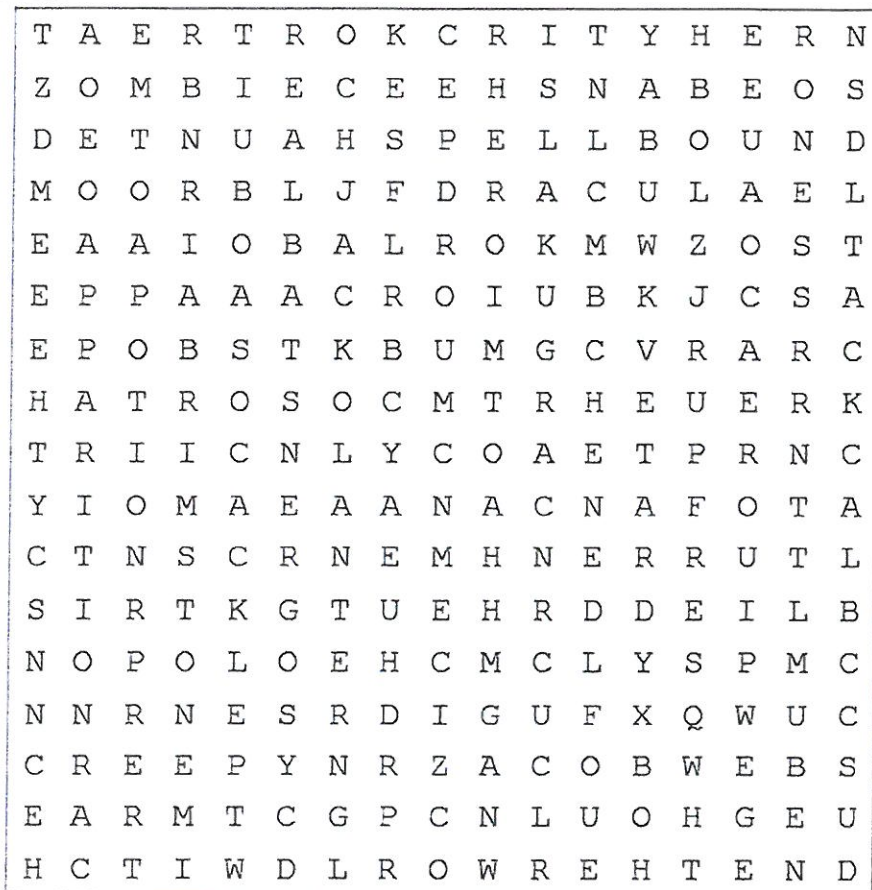 T A E R T R O K C R I T Y H E R N
Z O M B I E C E E H S N A B E O S
D E T N U A H S P E L L B O U N D
M O O R B L J F D R A C U L A E L
E A A I O B A L R O K M W Z O S T
E P P A A A C R O I U B K J C S A
E P O B S T K B U M G C V R A R C
H A T R O S O C M T R H E U E R K
T R I I C N L Y C O A E T P R N C
Y I O M A E A A N A C N A F O T A
C T N S C R N E M H N E R R U T L
S I R T K G T U E H R D D E I L B
N O P O L O E H C M C L Y S P M C
N N R N E S R D I G U F X Q W U C
C R E E P Y N R Z A C O B W E B S
E A R M T C G P C N L U O H G E U
H C T I W D L R O W R E H T E N D